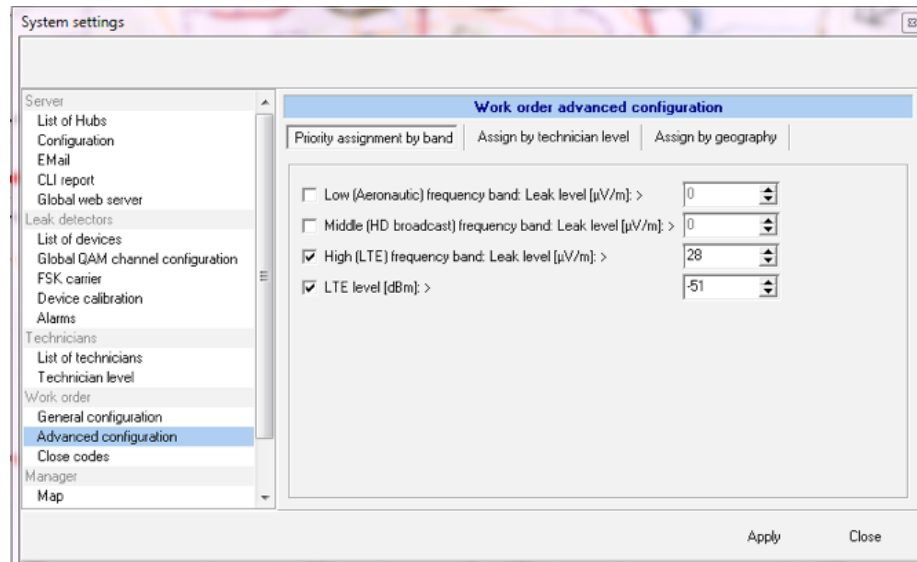 System settings
Server
List of Hubs
Configuration
EMail
CLI report
Global web server
Leak detectors
List of devices
Global QAM channel configuration
FSK carrier
Device calibration
Alarms
Technicians
List of technicians
Technician level
Work order
General configuration
Advanced configuration
Close codes
Manager
Map
Work order advanced configuration
Priority assignment by band
Assign by technician level
Assign by geography
Low (Aeronautic) frequency band: Leak level [µV/m]: > 0
Middle (HD broadcast) frequency band: Leak level [µV/m]: > 0
High (LTE) frequency band: Leak level [µV/m]: > 28
LTE level [dBm]: > -51
Apply Close